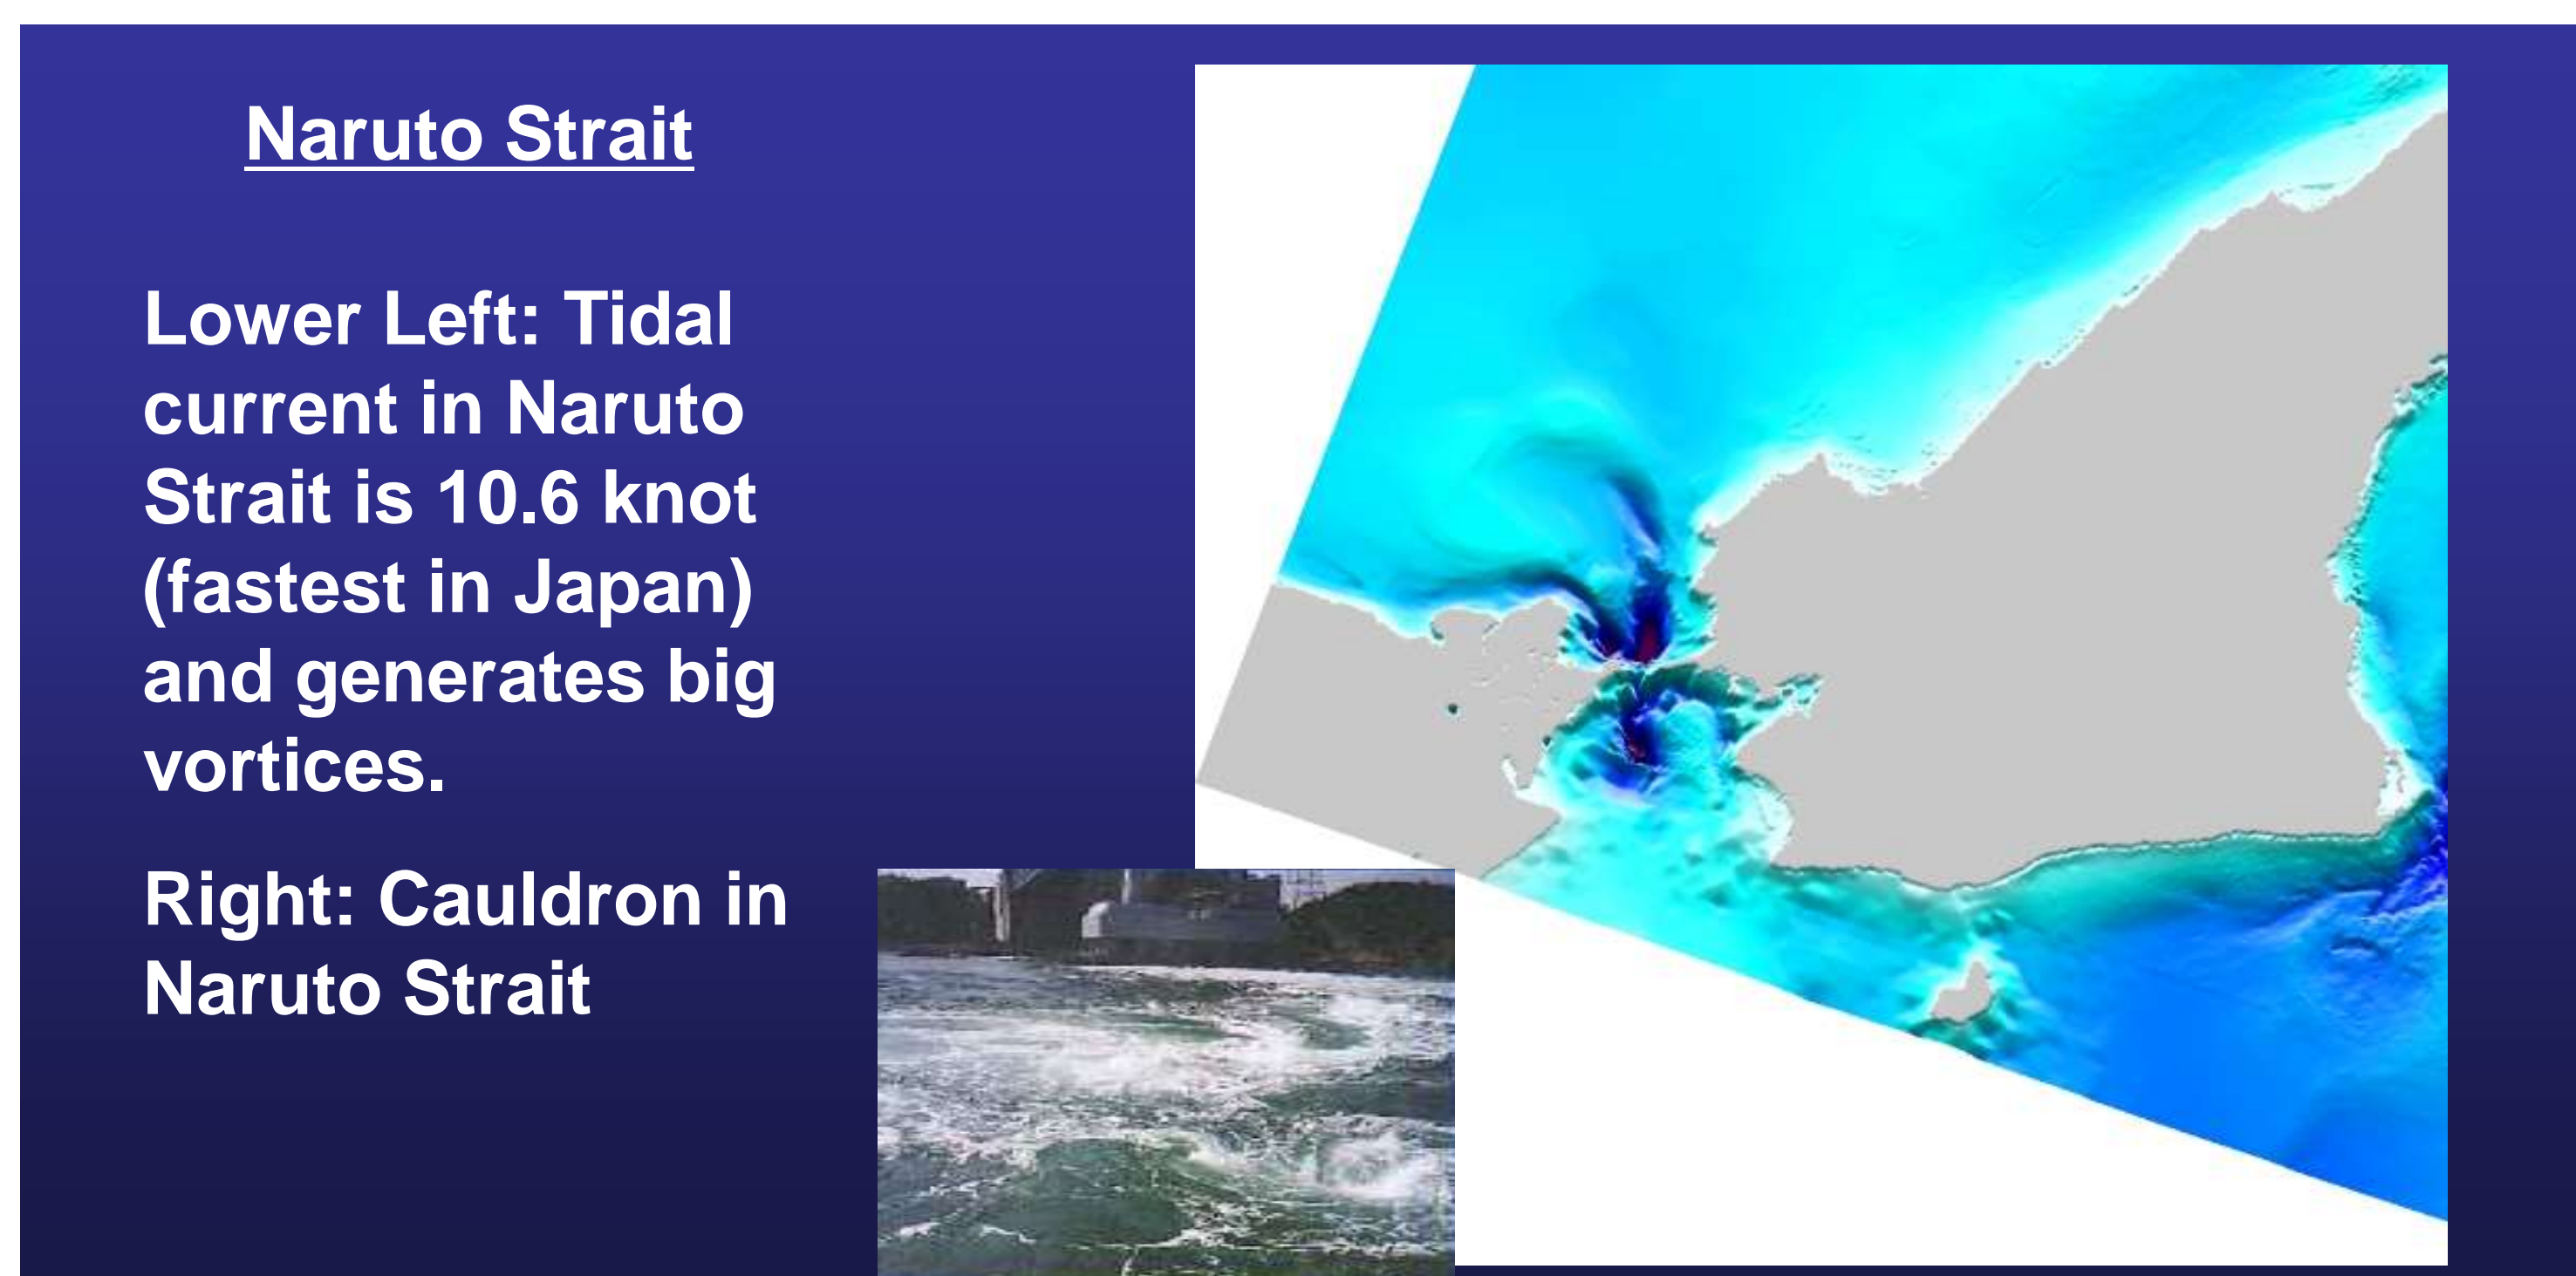 Naruto Strait
Lower Left: Tidal
current in Naruto
Strait is 10.6 knot
(fastest in Japan)
and generates big
vortices.
Right: Cauldron in
Naruto Strait